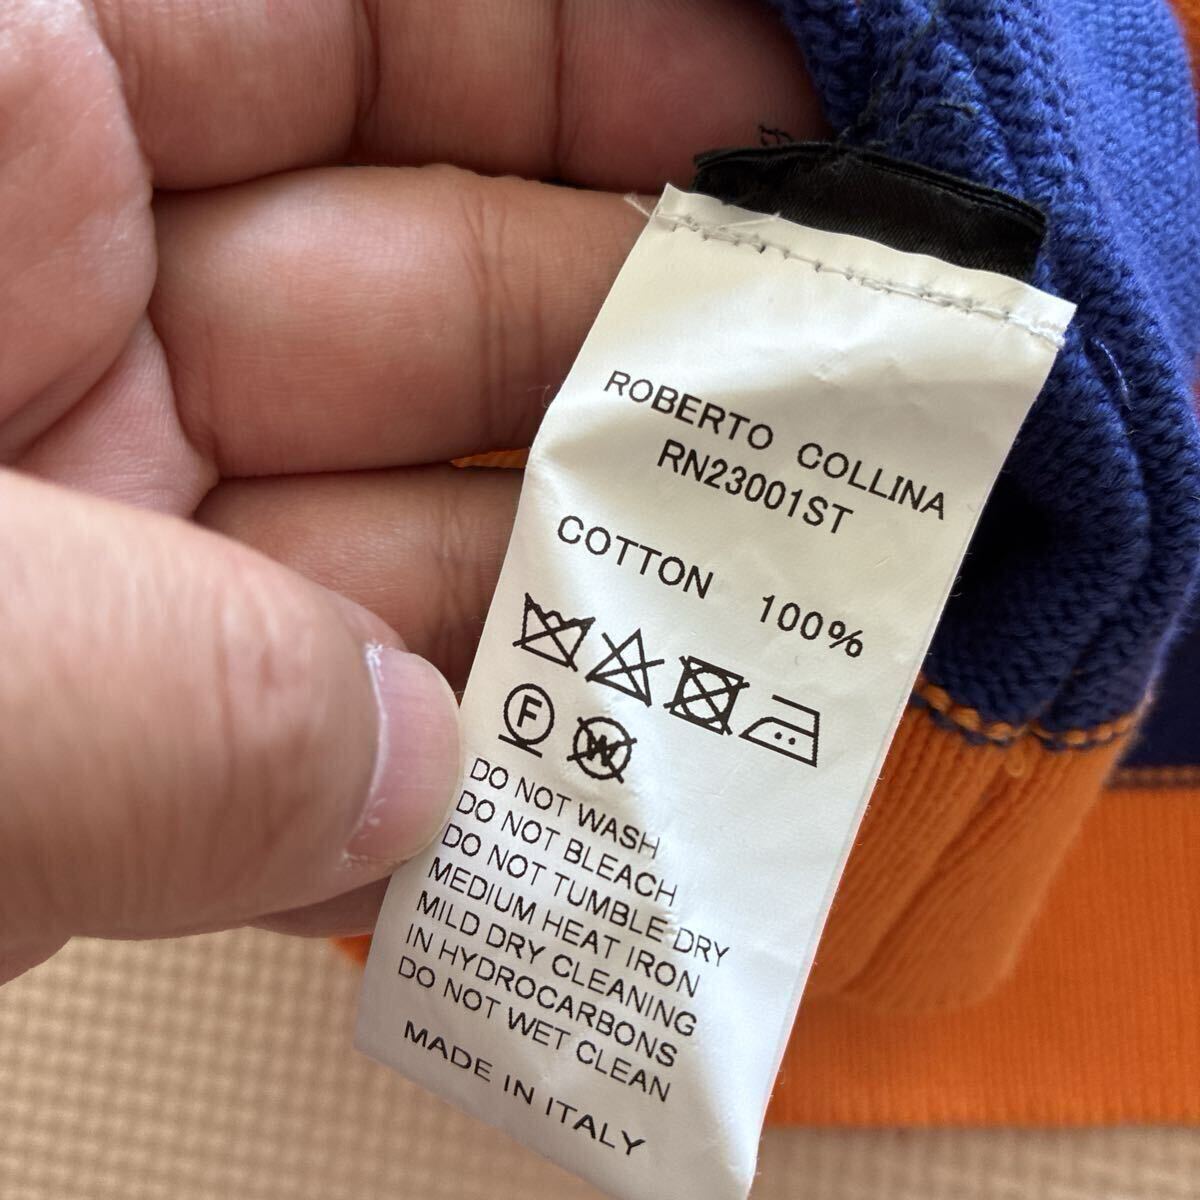 ROBERTO COLLINA
RN23001ST
COTTON 100%
F W
DO NOT WASH
DO NOT BLEACH
DO NOT TUMBLE DRY
MEDIUM HEAT IRON
MILD DRY CLEANING
IN HYDROCARBONS
DO NOT WET CLEAN
MADE IN ITALY